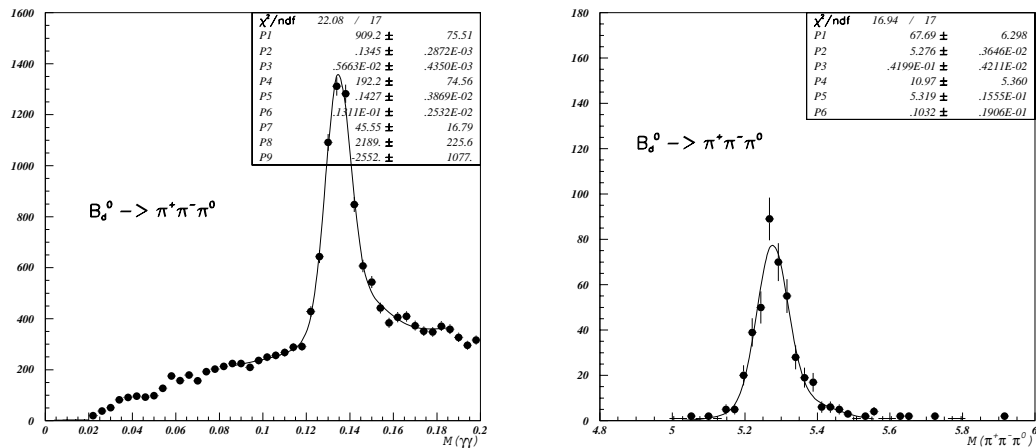 χ²/ndf 22.08 / 17
P1 909.2 ± 75.51
P2 .1345 ± .2872E-03
P3 .5663E-02 ± .4350E-03
P4 192.2 ± 74.56
P5 .1427 ± .3869E-02
P6 .1311E-01 ± .2532E-02
P7 45.55 ± 16.79
P8 2189. ± 225.6
P9 -2552. ± 1077.
B_d^0 -> π⁺π⁻π⁰
1600
1400
1200
1000
800
600
400
200
0
0 0.02 0.04 0.06 0.08 0.1 0.12 0.14 0.16 0.18 0.2
M(γγ)
χ²/ndf 16.94 / 17
P1 67.69 ± 6.298
P2 5.276 ± .3646E-02
P3 .4199E-01 ± .4211E-02
P4 10.97 ± 5.360
P5 5.319 ± .1555E-01
P6 .1032 ± .1906E-01
B_d^0 -> π⁺π⁻π⁰
180
160
140
120
100
80
60
40
20
0
4.8 5 5.2 5.4 5.6 5.8 6
M(π⁺π⁻π⁰)